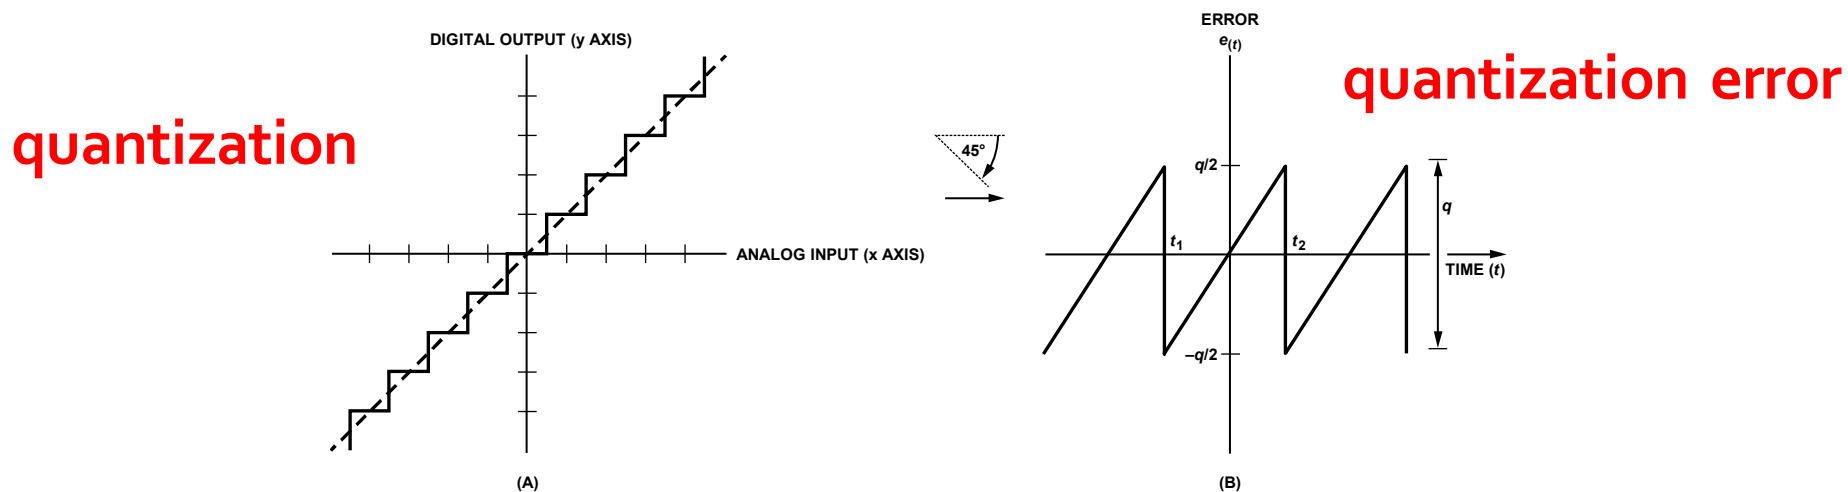 quantization
DIGITAL OUTPUT (y AXIS)
ANALOG INPUT (x AXIS)
(A)
45°
quantization error
ERROR
e(t)
q/2
q
t1
t2
TIME (t)
–q/2
(B)